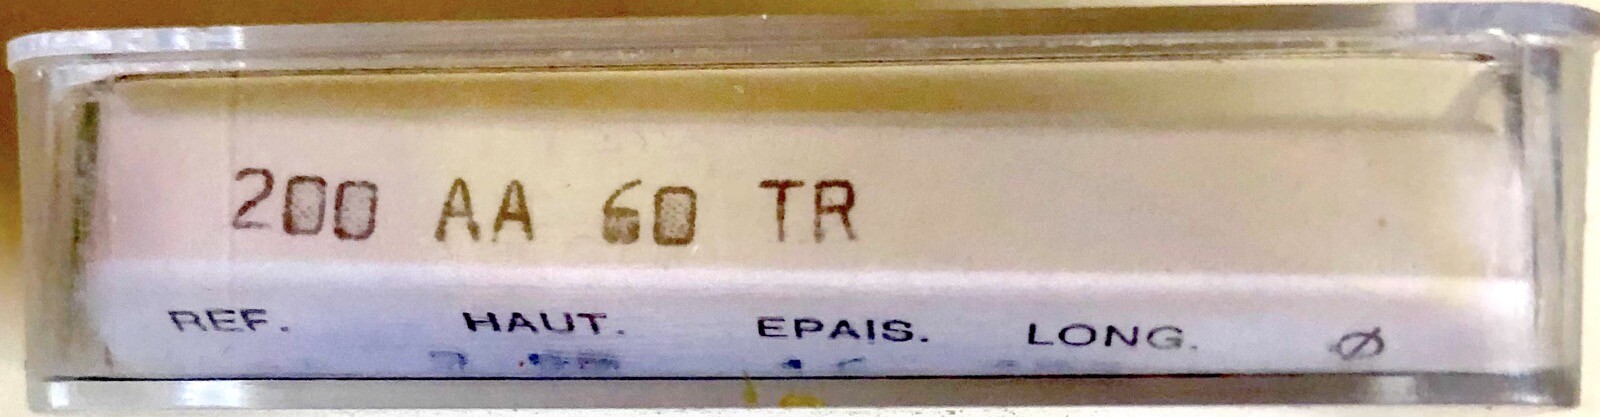 200 AA 60 TR
REF. HAUT. EPAIS. LONG. Ø